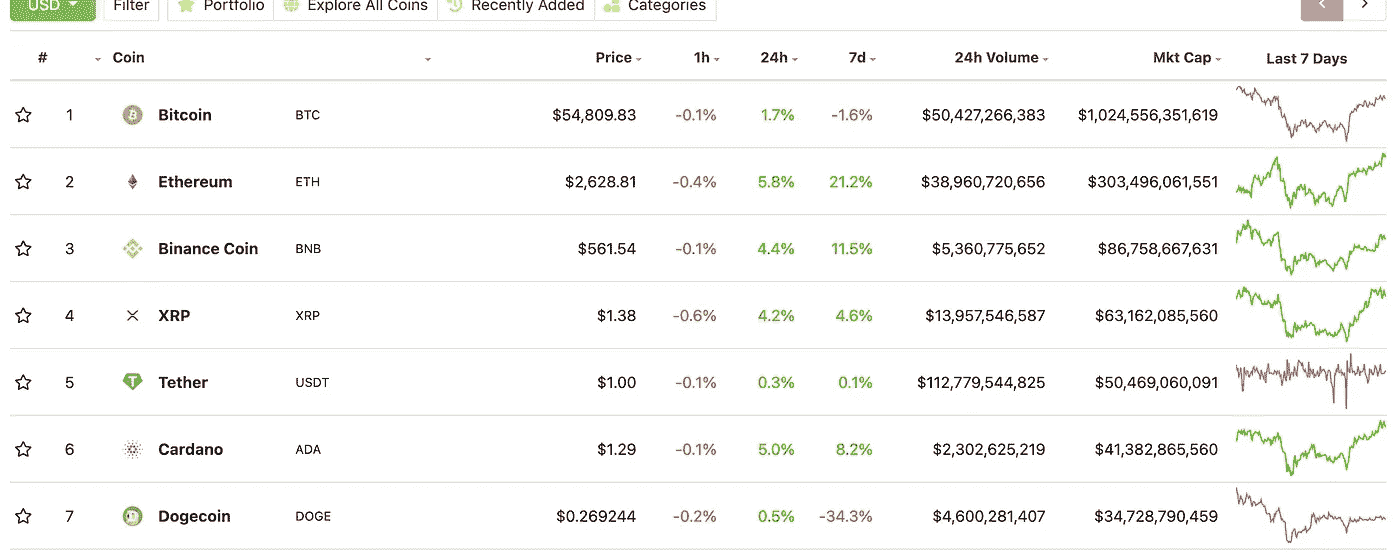 USD Filter Portfolio Explore All Coins Recently Added Categories
# Coin Price 1h 24h 7d 24h Volume Mkt Cap Last 7 Days
1 Bitcoin BTC $54,809.83 -0.1% 1.7% -1.6% $50,427,266,383 $1,024,556,351,619
2 Ethereum ETH $2,628.81 -0.4% 5.8% 21.2% $38,960,720,656 $303,496,061,551
3 Binance Coin BNB $561.54 -0.1% 4.4% 11.5% $5,360,775,652 $86,758,667,631
4 XRP XRP $1.38 -0.6% 4.2% 4.6% $13,957,546,587 $63,162,085,560
5 Tether USDT $1.00 -0.1% 0.3% 0.1% $112,779,544,825 $50,469,060,091
6 Cardano ADA $1.29 -0.1% 5.0% 8.2% $2,302,625,219 $41,382,865,560
7 Dogecoin DOGE $0.269244 -0.2% 0.5% -34.3% $4,600,281,407 $34,728,790,459